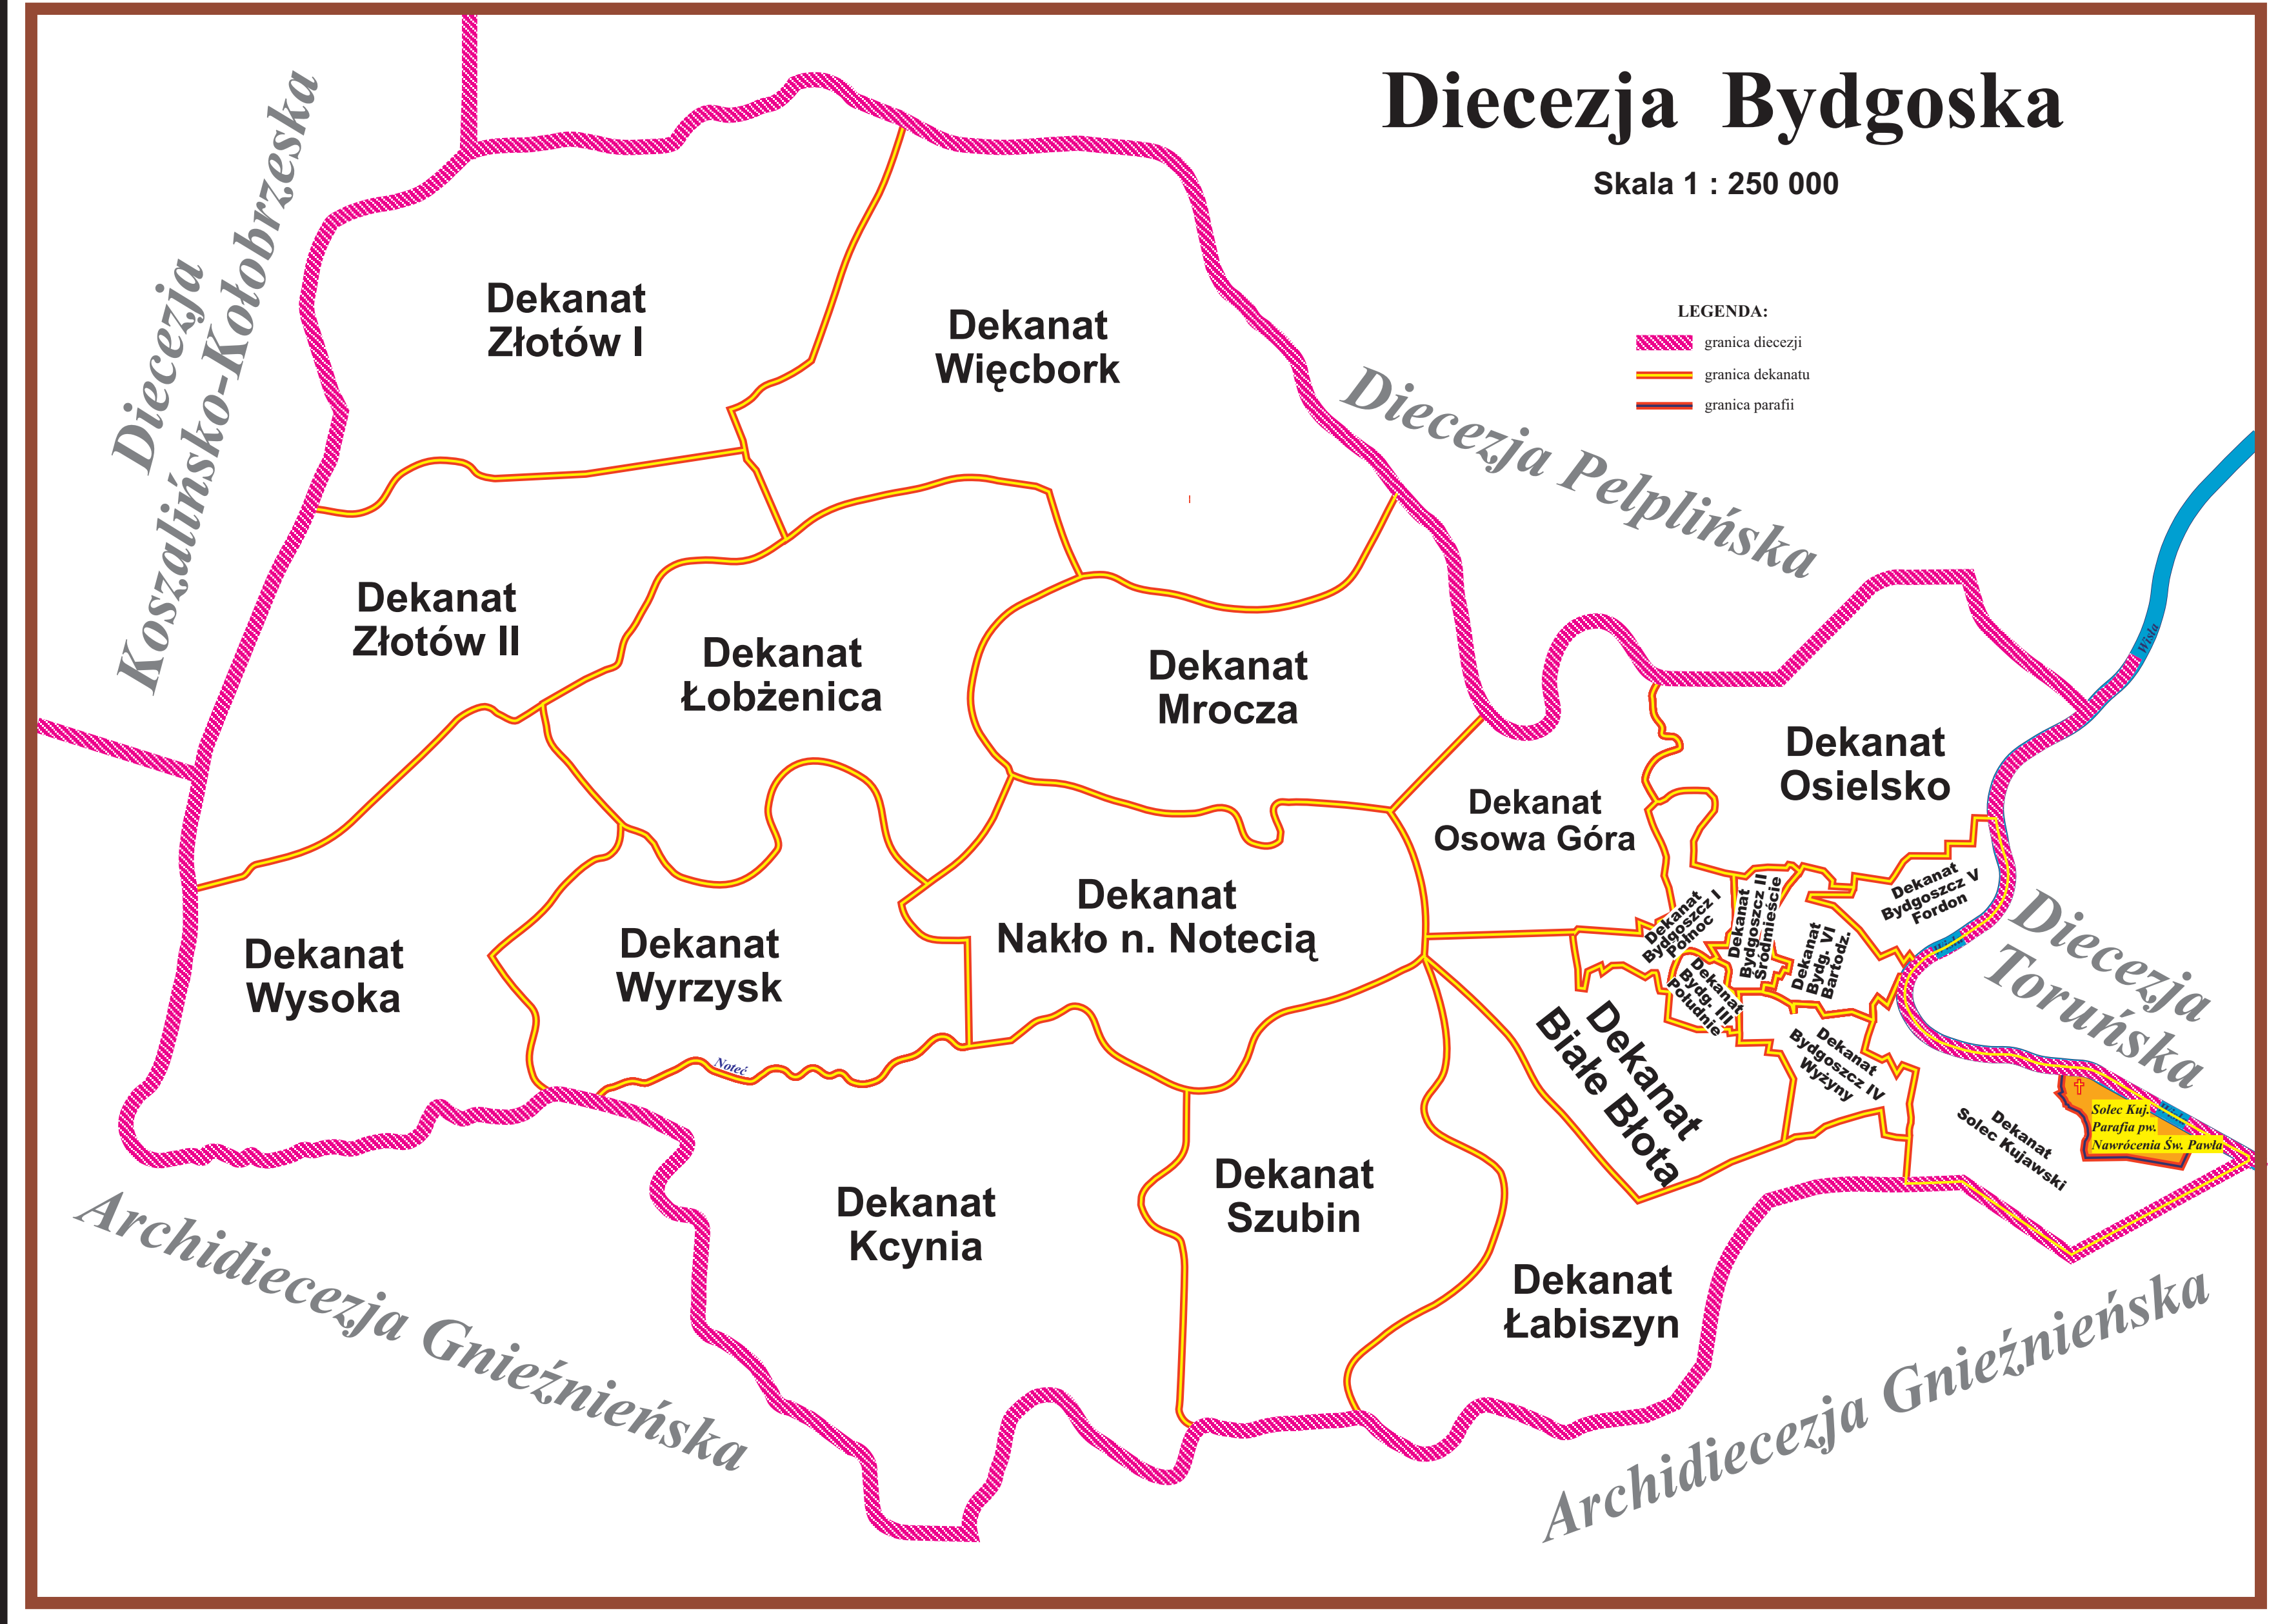 Diecezja Bydgoska
Skala 1 : 250 000
LEGENDA:
granica diecezji
granica dekanatu
granica parafii
Diecezja
Koszalińsko-Kołobrzeska
Diecezja Pelplińska
Diecezja
Toruńska
Archidiecezja Gnieźnieńska
Archidiecezja Gnieźnieńska
Dekanat
Złotów I
Dekanat
Więcbork
Dekanat
Złotów II
Dekanat
Łobżenica
Dekanat
Mrocza
Dekanat
Osielsko
Dekanat
Osowa Góra
Dekanat
Wysoka
Dekanat
Wyrzysk
Dekanat
Nakło n. Notecią
Dekanat
Bydgoszcz I
Północ
Dekanat
Bydgoszcz II
Śródmieście
Dekanat
Bydg. III
Południe
Dekanat
Bydg. VI
Bartodz.
Dekanat
Bydgoszcz V
Fordon
Dekanat
Bydgoszcz IV
Wyżyny
Dekanat
Białe Błota
Dekanat
Solec Kujawski
Solec Kuj.
Parafia pw.
Nawrócenia Św. Pawła
Dekanat
Kcynia
Dekanat
Szubin
Dekanat
Łabiszyn
Noteć
Wisła
Wisła